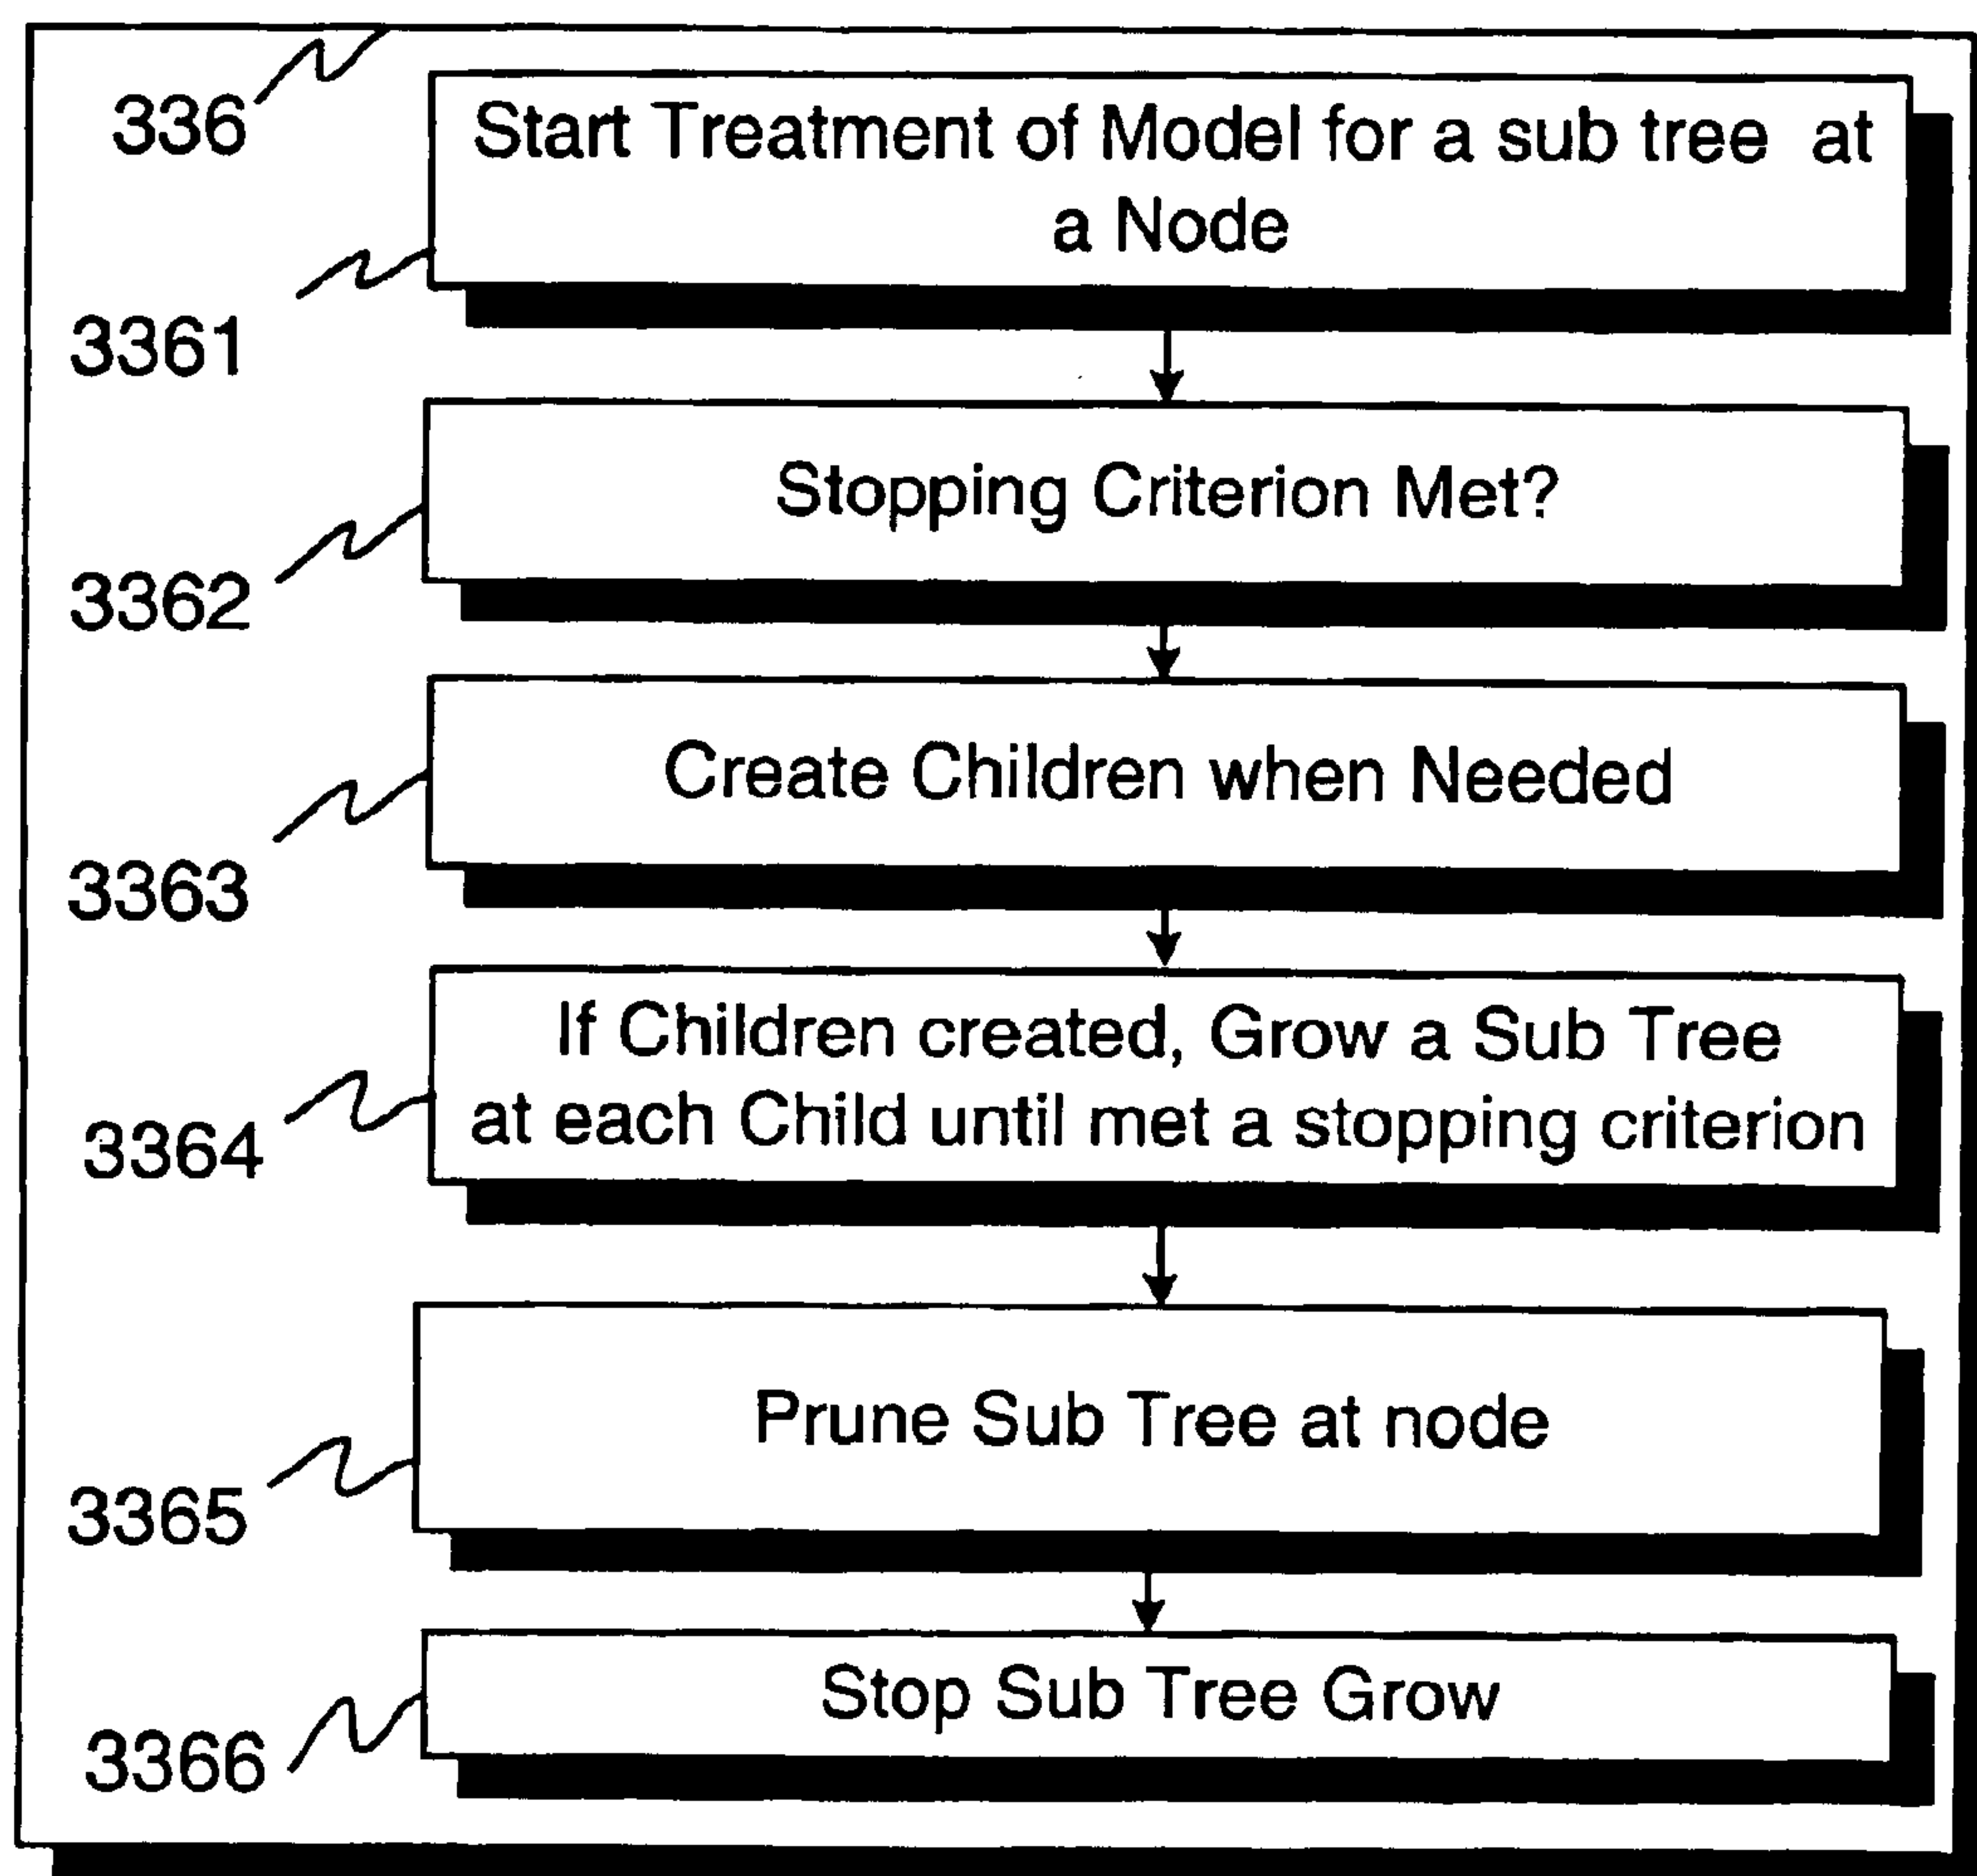 336
Start Treatment of Model for a sub tree at
a Node
3361
Stopping Criterion Met?
3362
Create Children when Needed
3363
If Children created, Grow a Sub Tree
at each Child until met a stopping criterion
3364
Prune Sub Tree at node
3365
Stop Sub Tree Grow
3366